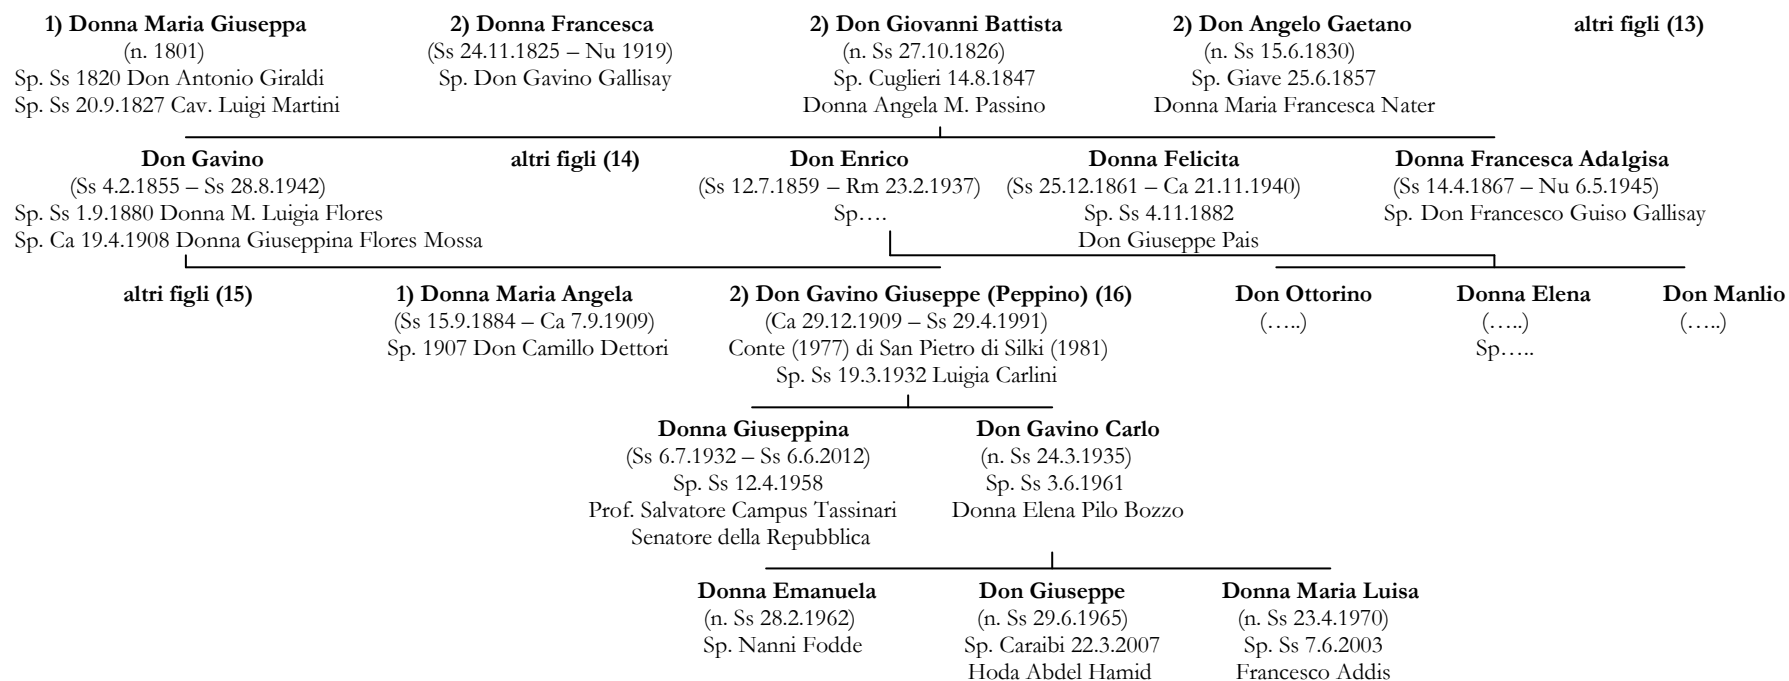 1) Donna Maria Giuseppa
(n. 1801)
Sp. Ss 1820 Don Antonio Giraldi
Sp. Ss 20.9.1827 Cav. Luigi Martini
2) Donna Francesca
(Ss 24.11.1825 – Nu 1919)
Sp. Don Gavino Gallisay
2) Don Giovanni Battista
(n. Ss 27.10.1826)
Sp. Cuglieri 14.8.1847
Donna Angela M. Passino
2) Don Angelo Gaetano
(n. Ss 15.6.1830)
Sp. Giave 25.6.1857
Donna Maria Francesca Nater
altri figli (13)
Don Gavino
(Ss 4.2.1855 – Ss 28.8.1942)
Sp. Ss 1.9.1880 Donna M. Luigia Flores
Sp. Ca 19.4.1908 Donna Giuseppina Flores Mossa
altri figli (14)
Don Enrico
(Ss 12.7.1859 – Rm 23.2.1937)
Sp….
Donna Felicita
(Ss 25.12.1861 – Ca 21.11.1940)
Sp. Ss 4.11.1882
Don Giuseppe Pais
Donna Francesca Adalgisa
(Ss 14.4.1867 – Nu 6.5.1945)
Sp. Don Francesco Guiso Gallisay
altri figli (15)
1) Donna Maria Angela
(Ss 15.9.1884 – Ca 7.9.1909)
Sp. 1907 Don Camillo Dettori
2) Don Gavino Giuseppe (Peppino) (16)
(Ca 29.12.1909 – Ss 29.4.1991)
Conte (1977) di San Pietro di Silki (1981)
Sp. Ss 19.3.1932 Luigia Carlini
Don Ottorino
(…..)
Donna Elena
(…..)
Sp…..
Don Manlio
(…..)
Donna Giuseppina
(Ss 6.7.1932 – Ss 6.6.2012)
Sp. Ss 12.4.1958
Prof. Salvatore Campus Tassinari
Senatore della Repubblica
Don Gavino Carlo
(n. Ss 24.3.1935)
Sp. Ss 3.6.1961
Donna Elena Pilo Bozzo
Donna Emanuela
(n. Ss 28.2.1962)
Sp. Nanni Fodde
Don Giuseppe
(n. Ss 29.6.1965)
Sp. Caraibi 22.3.2007
Hoda Abdel Hamid
Donna Maria Luisa
(n. Ss 23.4.1970)
Sp. Ss 7.6.2003
Francesco Addis